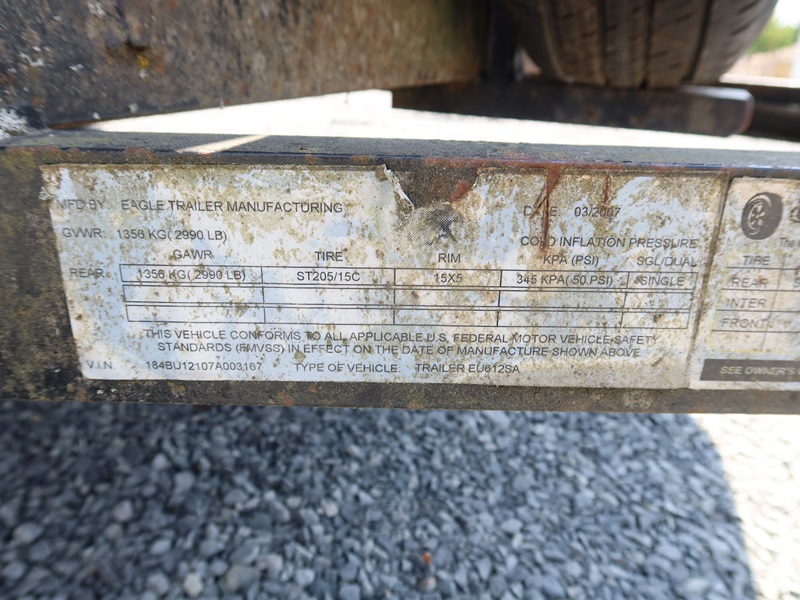 MFD BY: EAGLE TRAILER MANUFACTURING DATE: 03/2007
GVWR: 1356 KG( 2990 LB)
COLD INFLATION PRESSURE
GAWR TIRE RIM KPA (PSI) SGL/DUAL
REAR: 1356 KG( 2990 LB) ST205/15C 15X5 345 KPA( 50 PSI) SINGLE
THIS VEHICLE CONFORMS TO ALL APPLICABLE U.S. FEDERAL MOTOR VEHICLE SAFETY
STANDARDS (FMVSS) IN EFFECT ON THE DATE OF MANUFACTURE SHOWN ABOVE
V.I.N. 184BU12107A003167 TYPE OF VEHICLE: TRAILER EU612SA
The
TIRE
REAR
INTER
FRONT
SEE OWNER'S